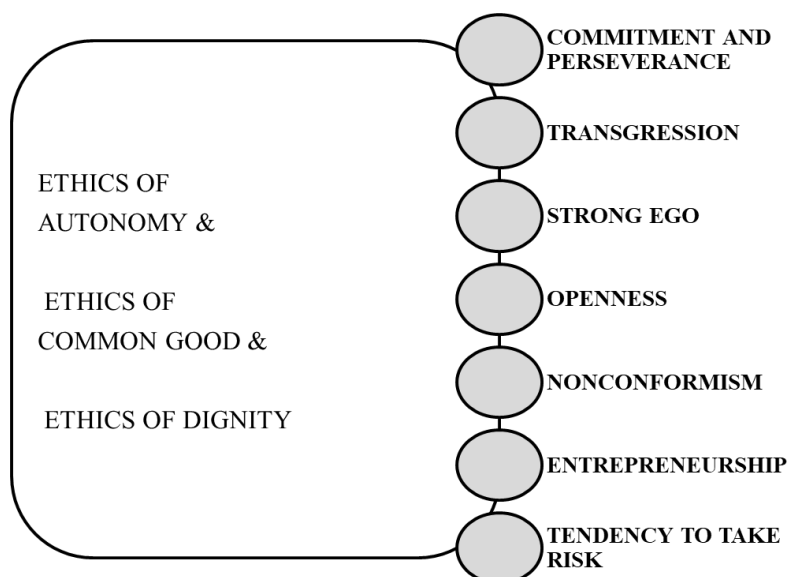 ETHICS OF
AUTONOMY &
ETHICS OF
COMMON GOOD &
ETHICS OF DIGNITY
COMMITMENT AND
PERSEVERANCE
TRANSGRESSION
STRONG EGO
OPENNESS
NONCONFORMISM
ENTREPRENEURSHIP
TENDENCY TO TAKE
RISK